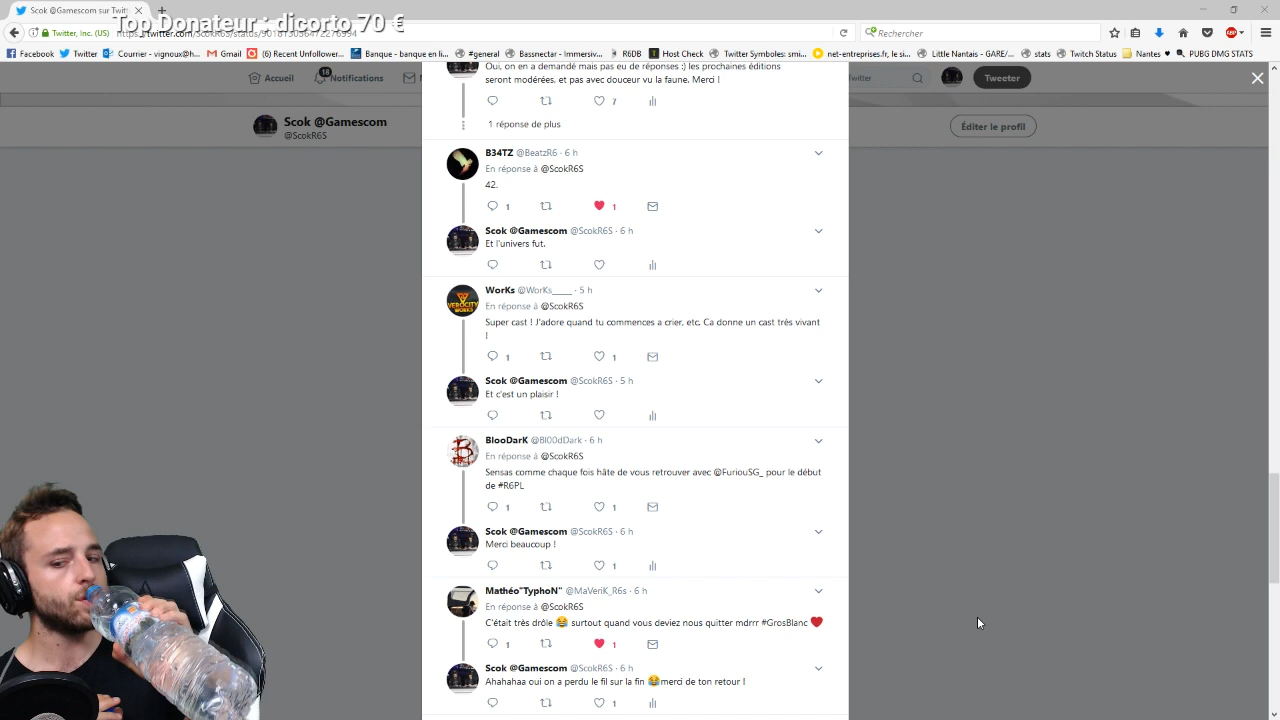 Scok @Gamescom sur Twit
Top Donateur : dicorto 70 €
Twitter, Inc. (US)
Rechercher
Facebook
Twitter
Courrier - vignoux@h...
Gmail
(6) Recent Unfollower...
Banque - banque en li...
#general
Bassnectar - Immersiv...
R6DB
Host Check
Twitter Symbols: smi...
net-entreprises.fr, le si...
Little Nantais - GARE/...
stats
Twitch Status
Nantes
PUBG DMG STATS
Accueil
18
Notifications
Twitter
Tweeter
Scok @Gamescom
@ScokR6S
Éditer le profil
Oui, on en a demandé mais pas eu de réponses :) les prochaines éditions
seront modérées, et pas avec douceur vu la faune. Merci !
7
1 réponse de plus
B34TZ @BeatzR6 · 6 h
En réponse à @ScokR6S
42.
1 1
Scok @Gamescom @ScokR6S · 6 h
Et l'univers fut.
WorKs @WorKs_____ · 5 h
En réponse à @ScokR6S
Super cast ! J'adore quand tu commences a crier, etc. Ca donne un cast très vivant
!
1 1
Scok @Gamescom @ScokR6S · 5 h
Et c'est un plaisir !
BlooDarK @Bl00dDark · 6 h
En réponse à @ScokR6S
Sensas comme chaque fois hâte de vous retrouver avec @FuriouSG_ pour le début
de #R6PL
1 1
Scok @Gamescom @ScokR6S · 6 h
Merci beaucoup !
1
Mathéo"TyphoN" @MaVeriK_R6s · 6 h
En réponse à @ScokR6S
C'était très drôle 😂 surtout quand vous deviez nous quitter mdrrr #GrosBlanc ❤
1 1
Scok @Gamescom @ScokR6S · 6 h
Ahahahaa oui on a perdu le fil sur la fin 😂merci de ton retour !
1
VEROCITY
WORKS